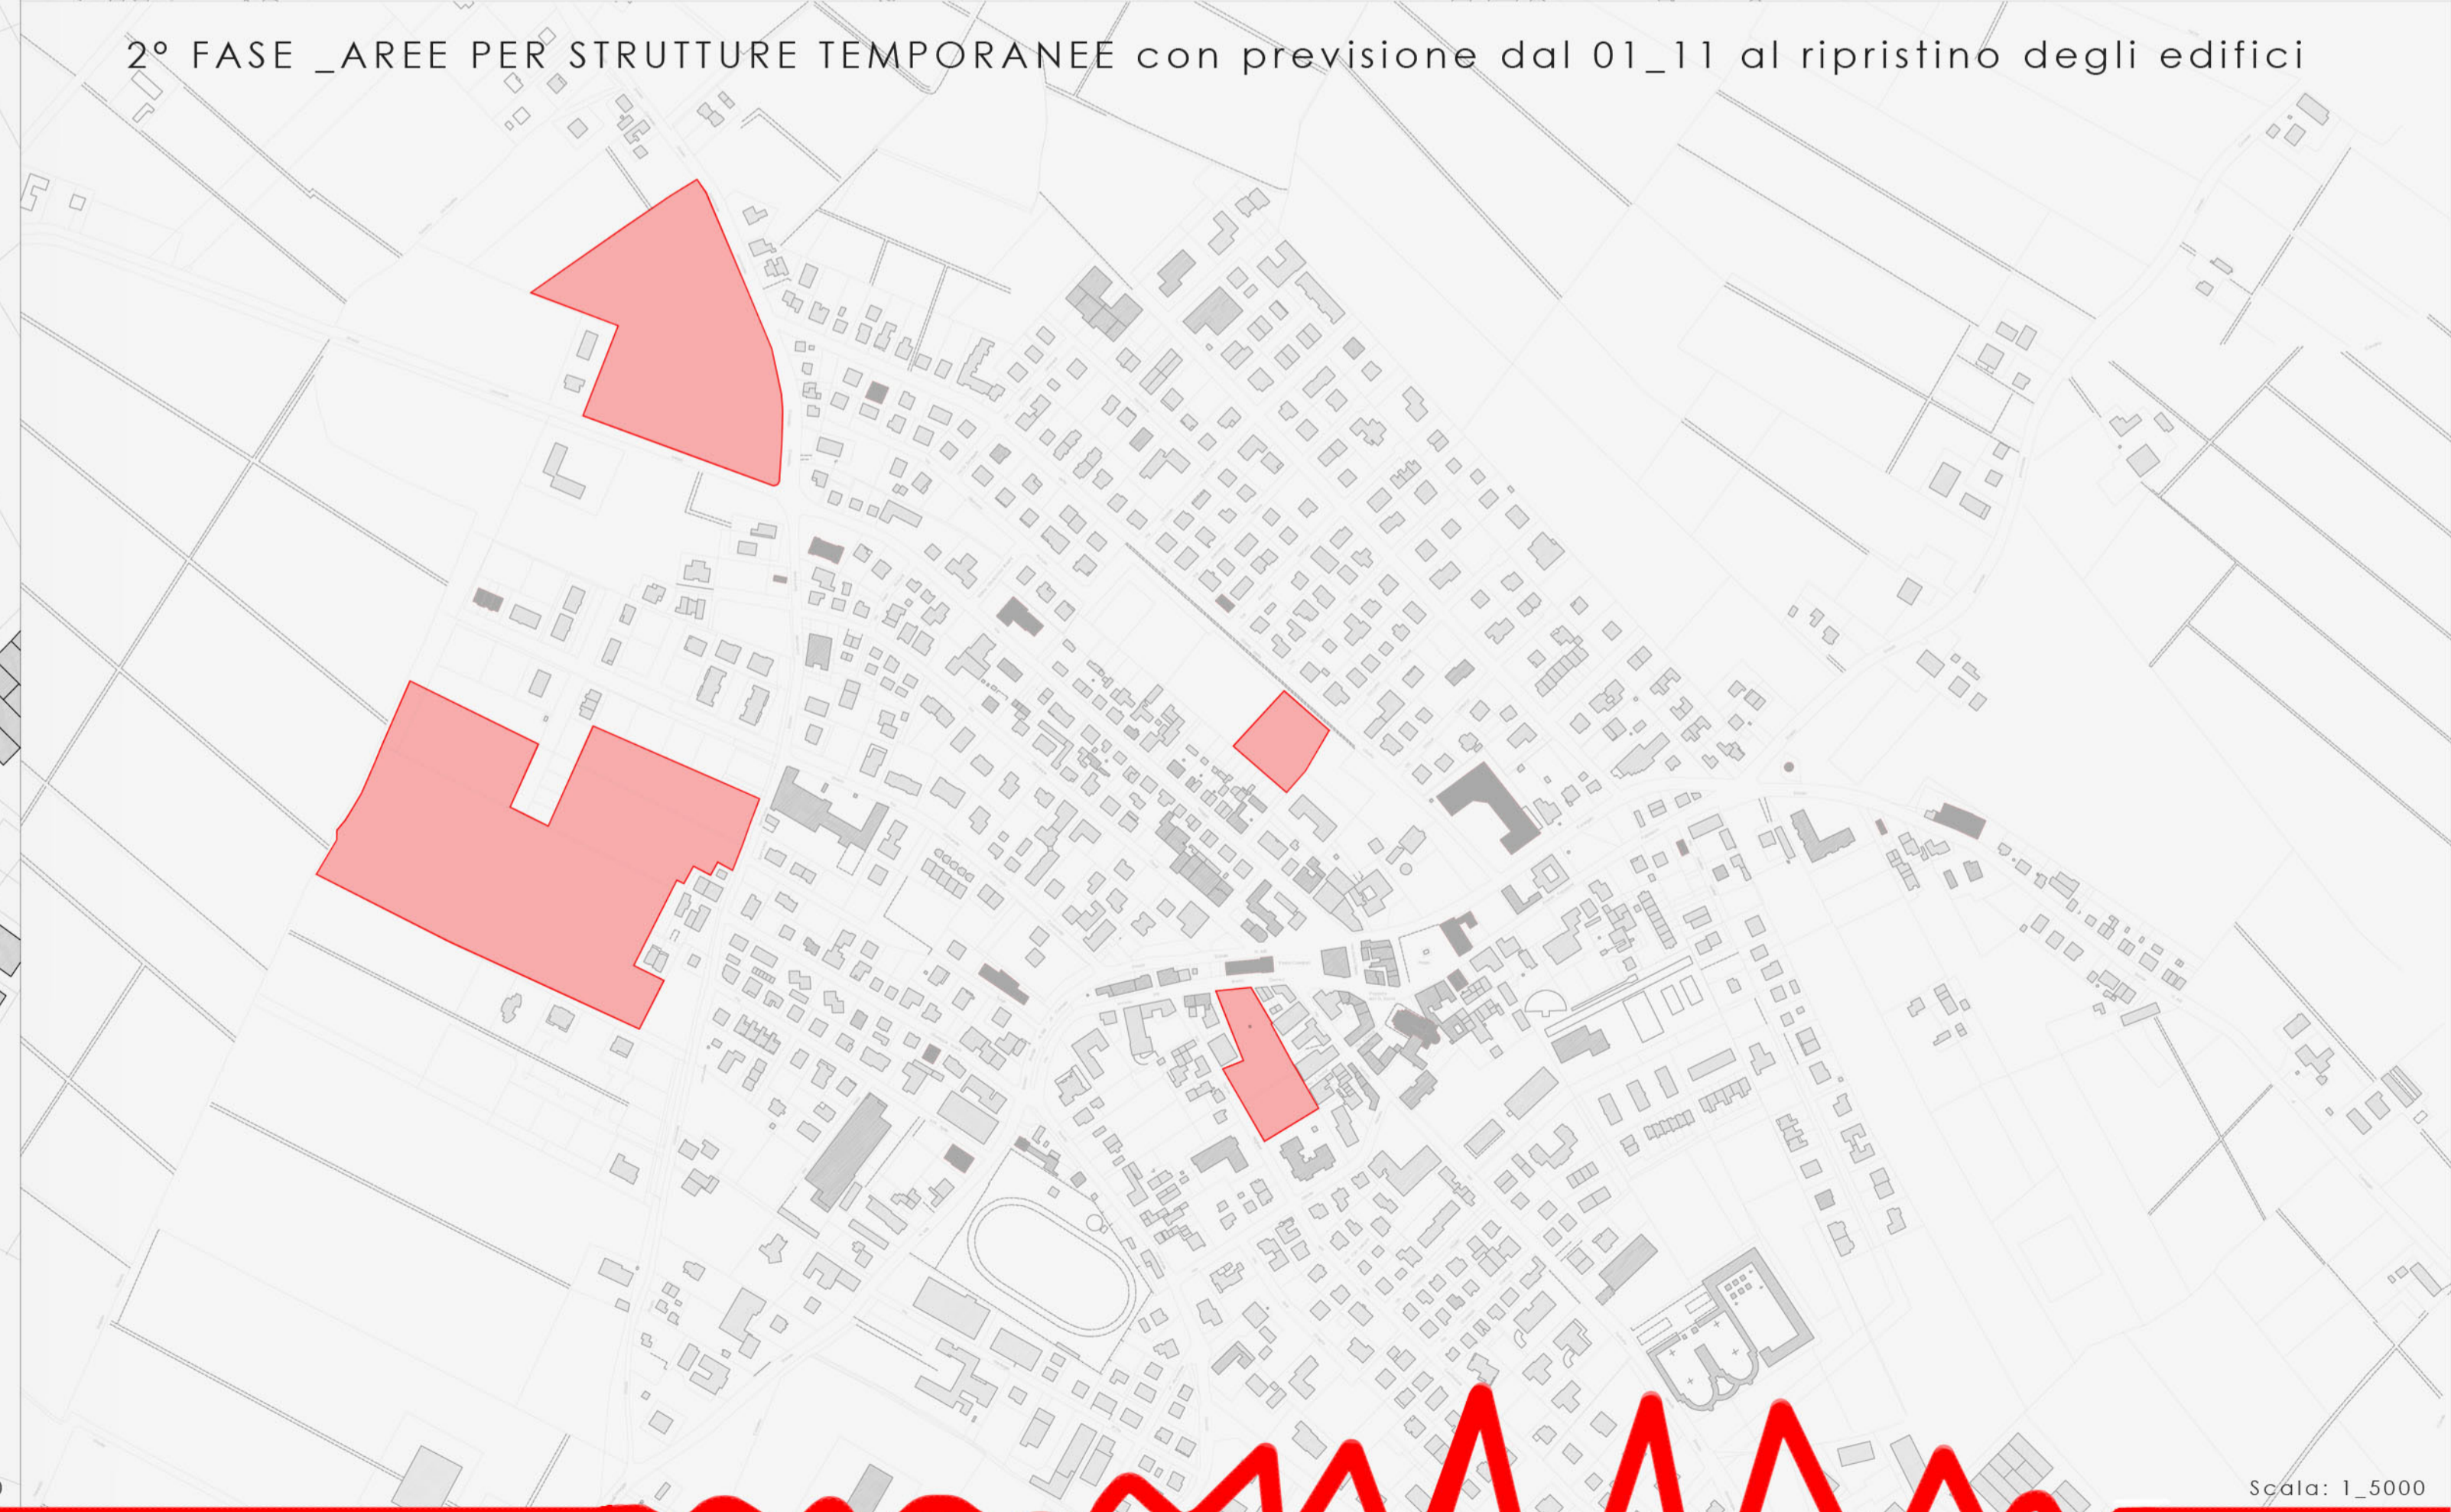 2° FASE _AREE PER STRUTTURE TEMPORANEE con previsione dal 01_11 al ripristino degli edifici
Scala: 1_5000